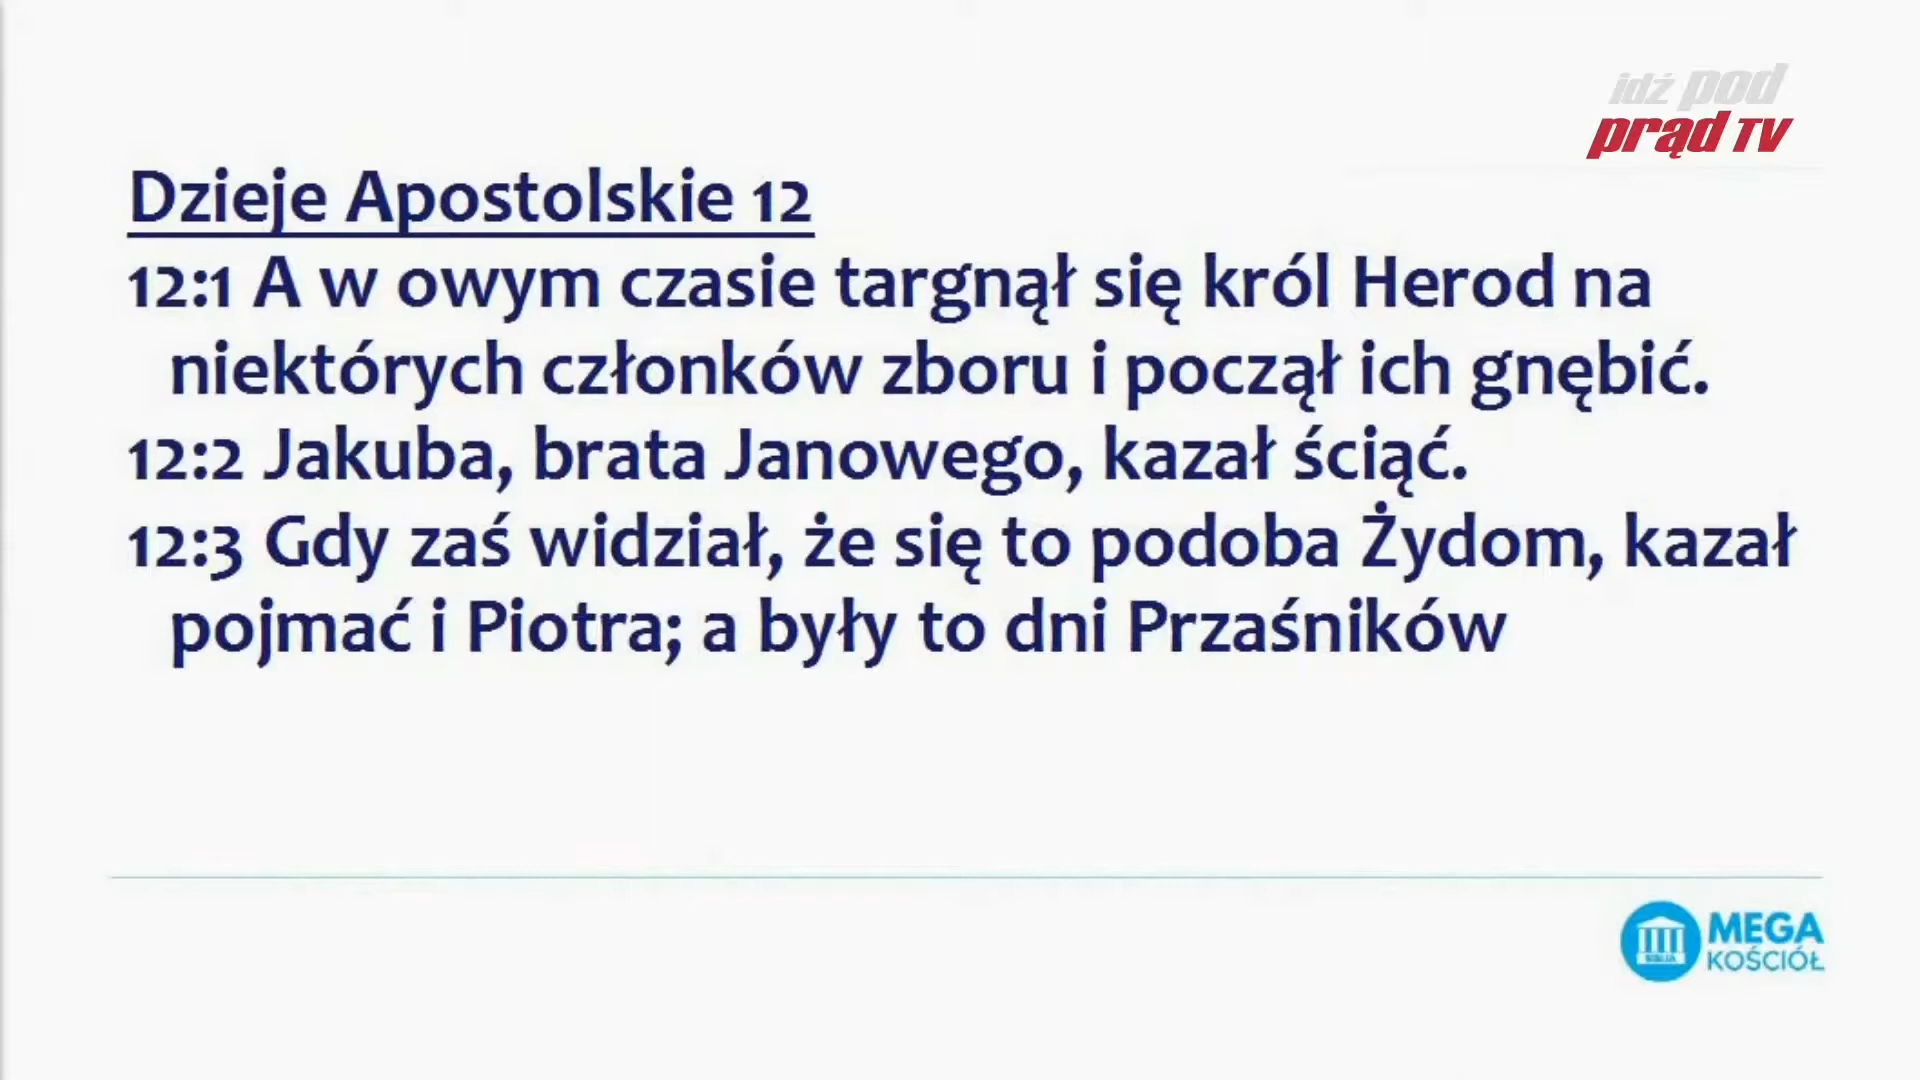 idź pod
prąd TV
Dzieje Apostolskie 12
12:1 A w owym czasie targnął się król Herod na
niektórych członków zboru i począł ich gnębić.
12:2 Jakuba, brata Janowego, kazał ściąć.
12:3 Gdy zaś widział, że się to podoba Żydom, kazał
pojmać i Piotra; a były to dni Przaśników
BIBLIA
MEGA
KOŚCIÓŁ